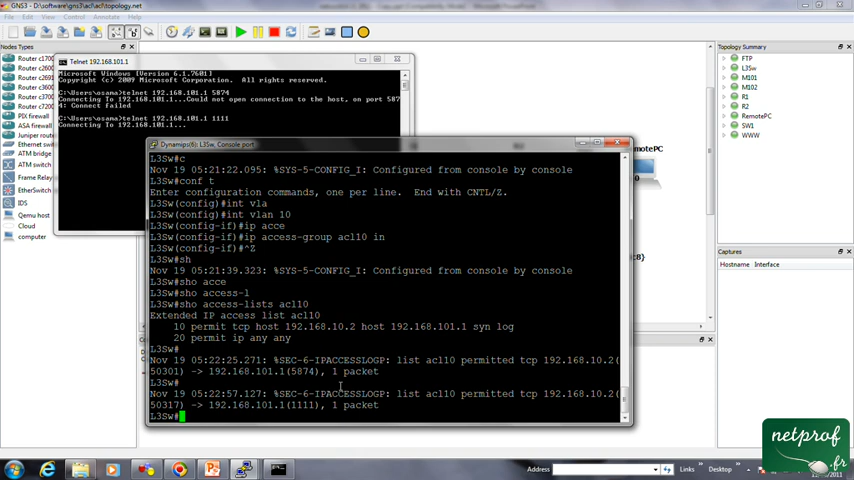 GNS3 - D:\software\gns3\acl\acl\topology.net
File Edit View
Nodes Types
Topology Summary
Router c1700
Router c2600
Router c2691
Router c3600
Router c3700
Router c7200
PIX firewall
ASA firewall
Juniper route
Ethernet switc
ATM bridge
ATM switch
Frame Relay
EtherSwitch
IDS
Qemu host
Cloud
computer
FTP
L3Sw
M101
M102
R1
R2
RemotePC
SW1
WWW
Telnet 192.168.101.1
Microsoft Windows [Version 6.1.7601]
Copyright (c) 2009 Microsoft Corporation. All rights reserved.
C:\Users\osama>telnet 192.168.101.1 5874
Connecting To 192.168.101.1...Could not open connection to the host, on port 587
4: Connect failed
C:\Users\osama>telnet 192.168.101.1 1111
Connecting To 192.168.101.1...
Dynamips(6): L3Sw, Console port
L3Sw#c
Nov 19 05:21:22.095: %SYS-5-CONFIG_I: Configured from console by console
L3Sw#conf t
Enter configuration commands, one per line. End with CNTL/Z.
L3Sw(config)#int vla
L3Sw(config)#int vlan 10
L3Sw(config-if)#ip acce
L3Sw(config-if)#ip access-group acl10 in
L3Sw(config-if)#^Z
L3Sw#sh
Nov 19 05:21:39.323: %SYS-5-CONFIG_I: Configured from console by console
L3Sw#sho acce
L3Sw#sho access-l
L3Sw#sho access-lists acl10
Extended IP access list acl10
10 permit tcp host 192.168.10.2 host 192.168.101.1 syn log
20 permit ip any any
L3Sw#
Nov 19 05:22:25.271: %SEC-6-IPACCESSLOGP: list acl10 permitted tcp 192.168.10.2(
50301) -> 192.168.101.1(5874), 1 packet
L3Sw#
Nov 19 05:22:57.127: %SEC-6-IPACCESSLOGP: list acl10 permitted tcp 192.168.10.2(
50317) -> 192.168.101.1(1111), 1 packet
L3Sw#
Captures
Hostname Interface
netprof
.fr
Address
Links
Desktop